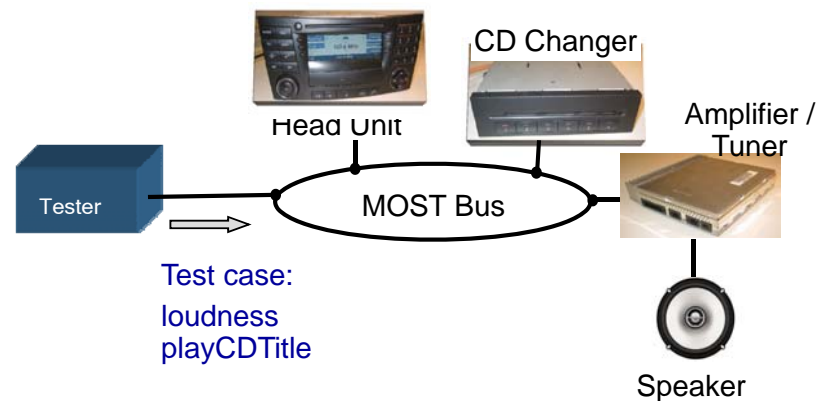 CD Changer
Head Unit
Amplifier /
Tuner
Tester
MOST Bus
Test case:
loudness
playCDTitle
Speaker